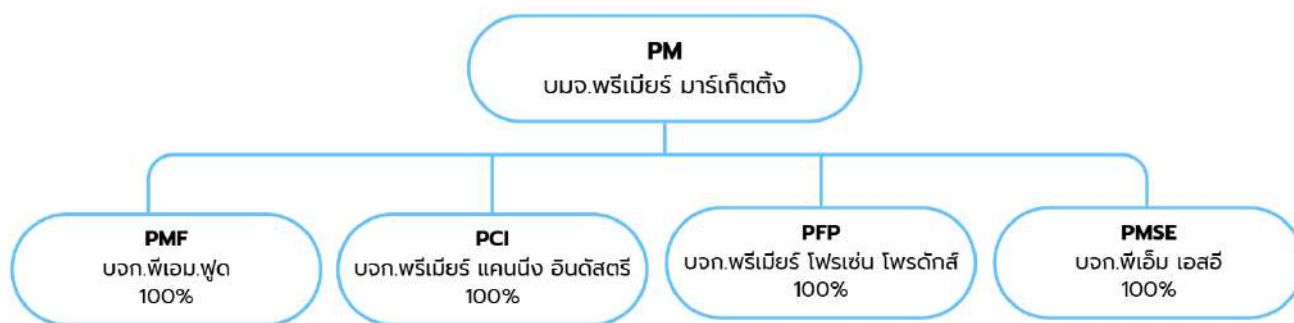 PM
บมจ.พรีเมียร์ มาร์เก็ตติ้ง
PMF
บจก.พีเอม.ฟูด
100%
PCI
บจก.พรีเมียร์ แคนนิ่ง อินดัสตรี
100%
PFP
บจก.พรีเมียร์ โฟรเซ่น โพรดักส์
100%
PMSE
บจก.พีเอ็ม เอสอี
100%